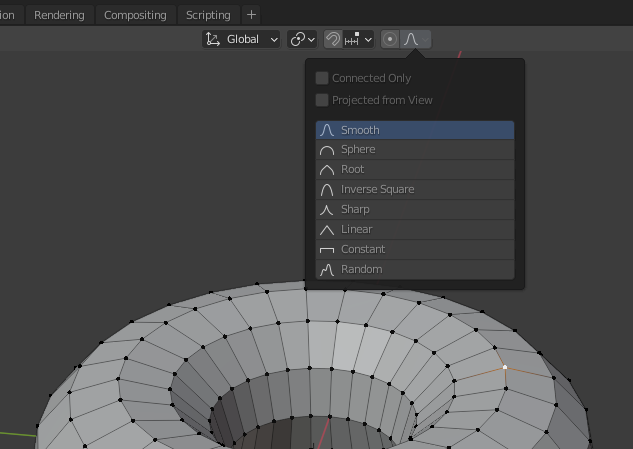 ion Rendering Compositing Scripting +
Global
Connected Only
Projected from View
Smooth
Sphere
Root
Inverse Square
Sharp
Linear
Constant
Random